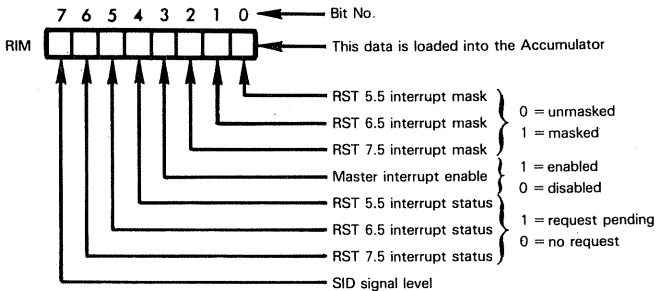 7 6 5 4 3 2 1 0 Bit No.
RIM This data is loaded into the Accumulator
RST 5.5 interrupt mask
RST 6.5 interrupt mask
RST 7.5 interrupt mask
0 = unmasked
1 = masked
Master interrupt enable
1 = enabled
0 = disabled
RST 5.5 interrupt status
RST 6.5 interrupt status
RST 7.5 interrupt status
1 = request pending
0 = no request
SID signal level